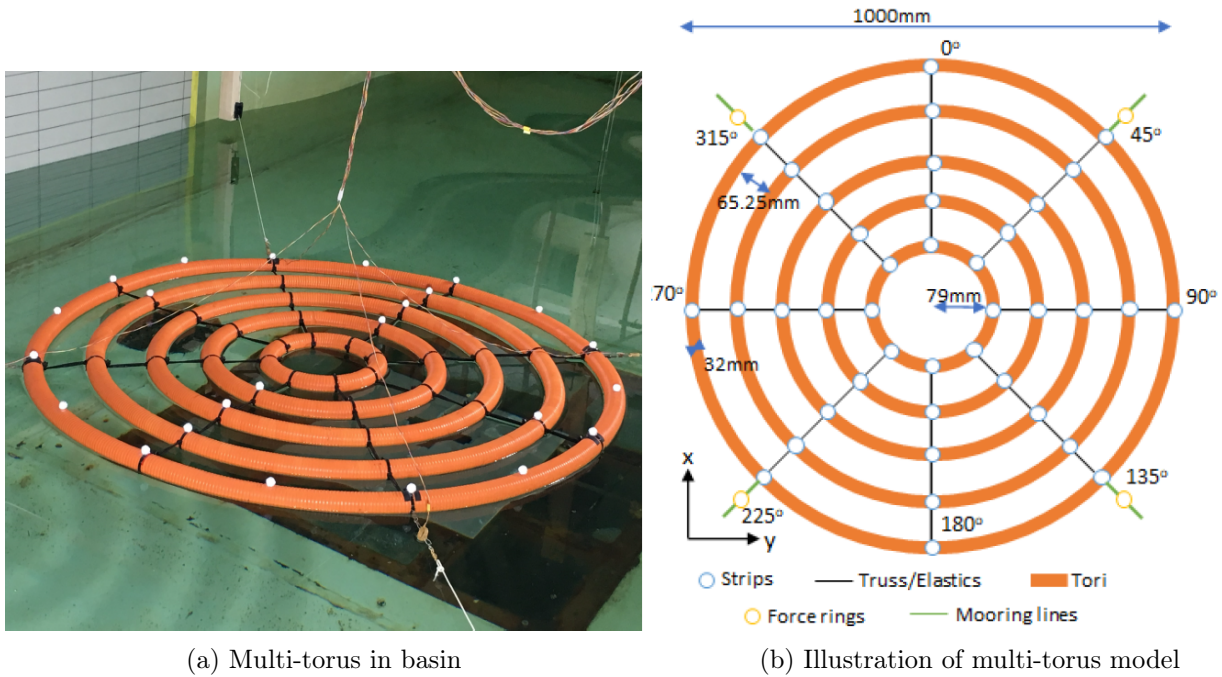 1000mm
0°
315°
45°
65.25mm
79mm
70°
90°
32mm
x
y
225°
180°
135°
Strips
Truss/Elastics
Tori
Force rings
Mooring lines
(a) Multi-torus in basin
(b) Illustration of multi-torus model